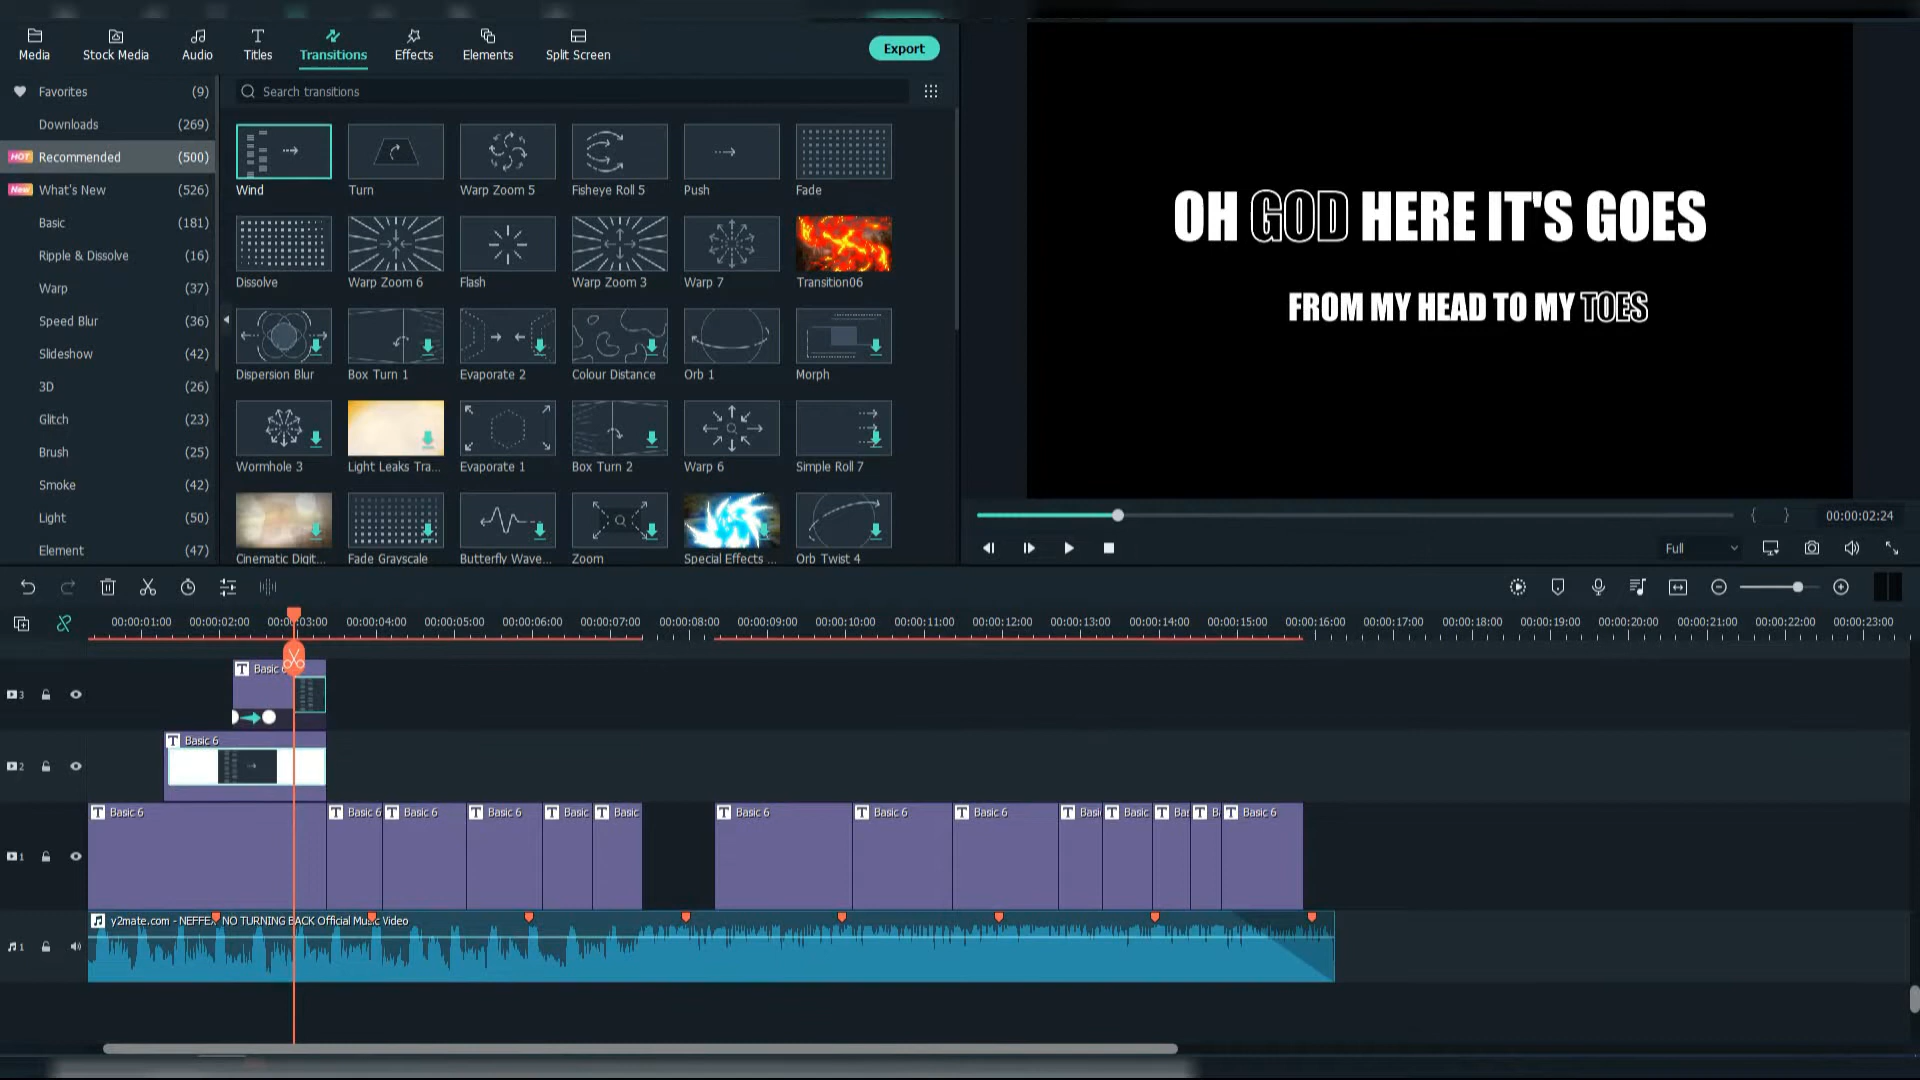 Media
Stock Media
Audio
Titles
Transitions
Effects
Elements
Split Screen
Export
Favorites (9)
Downloads (269)
HOT Recommended (500)
New What's New (526)
Basic (181)
Ripple & Dissolve (16)
Warp (37)
Speed Blur (36)
Slideshow (42)
3D (26)
Glitch (23)
Brush (25)
Smoke (42)
Light (50)
Element (47)
Search transitions
Wind
Turn
Warp Zoom 5
Fisheye Roll 5
Push
Fade
Dissolve
Warp Zoom 6
Flash
Warp Zoom 3
Warp 7
Transition06
Dispersion Blur
Box Turn 1
Evaporate 2
Colour Distance
Orb 1
Morph
Wormhole 3
Light Leaks Tra...
Evaporate 1
Box Turn 2
Warp 6
Simple Roll 7
Cinematic Digit...
Fade Grayscale
Butterfly Wave...
Zoom
Special Effects ...
Orb Twist 4
OH GOD HERE IT'S GOES
FROM MY HEAD TO MY TOES
{ } 00:00:02:24
Full
00:00:01:00 00:00:02:00 00:00:03:00 00:00:04:00 00:00:05:00 00:00:06:00 00:00:07:00 00:00:08:00 00:00:09:00 00:00:10:00 00:00:11:00 00:00:12:00 00:00:13:00 00:00:14:00 00:00:15:00 00:00:16:00 00:00:17:00 00:00:18:00 00:00:19:00 00:00:20:00 00:00:21:00 00:00:22:00 00:00:23:00
3
T Basic 6
2
T Basic 6
1
T Basic 6
T Basic 6
T Basic 6
T Basic 6
T Basic
T Basic
T Basic 6
T Basic 6
T Basic 6
T Basi
T Basic
T Bas
T B
T Basic 6
1
y2mate.com - NEFFEX NO TURNING BACK Official Music Video